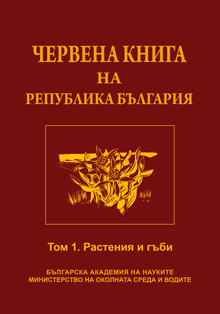 ЧЕРВЕНА КНИГА
НА
РЕПУБЛИКА БЪЛГАРИЯ
Том 1. Растения и гъби
БЪЛГАРСКА АКАДЕМИЯ НА НАУКИТЕ
МИНИСТЕРСТВО НА ОКОЛНАТА СРЕДА И ВОДИТЕ